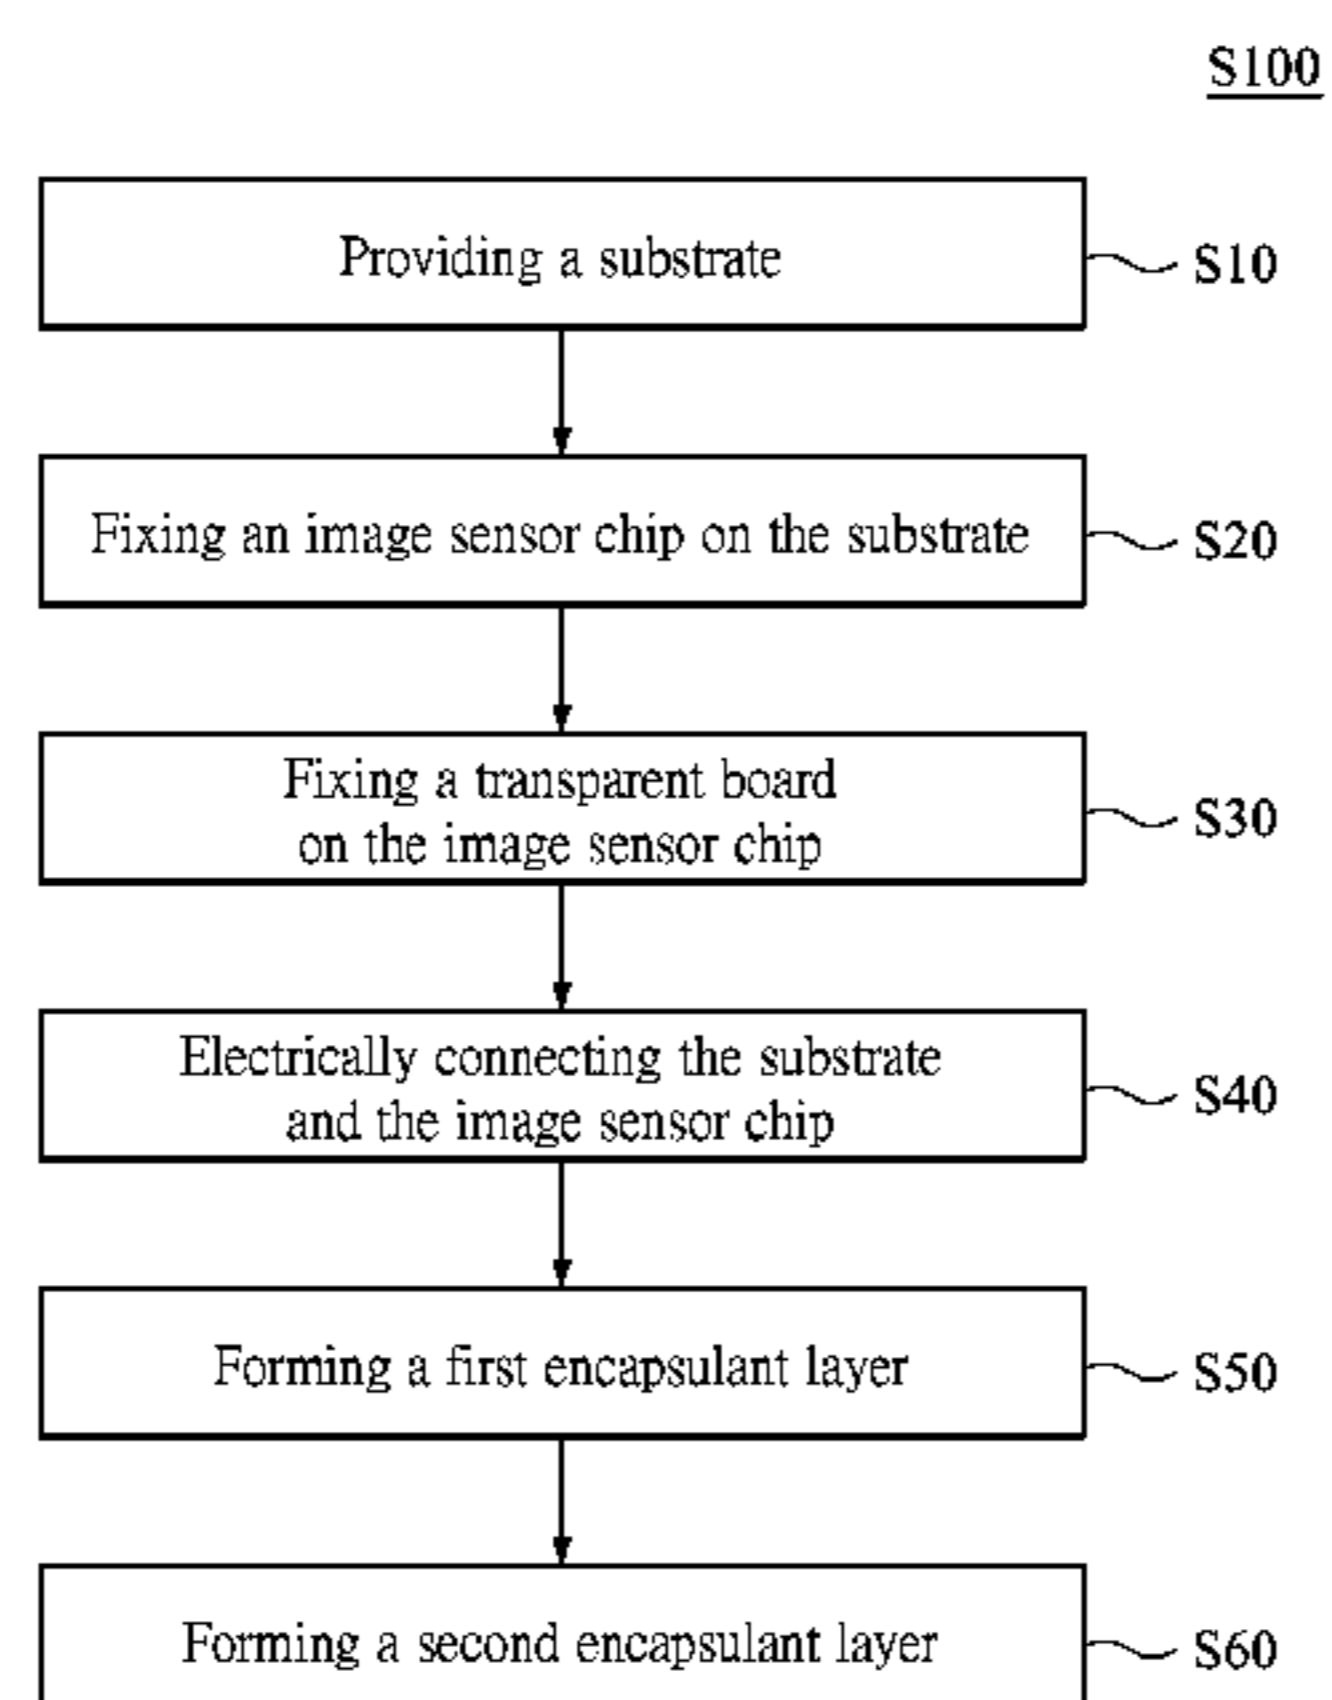 S100
Providing a substrate
S10
Fixing an image sensor chip on the substrate
S20
Fixing a transparent board
on the image sensor chip
S30
Electrically connecting the substrate
and the image sensor chip
S40
Forming a first encapsulant layer
S50
Forming a second encapsulant layer
S60